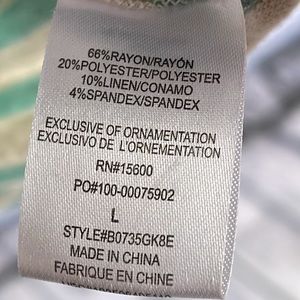 66%RAYON/RAYÓN
20%POLYESTER/POLYESTER
10%LINEN/CONAMO
4%SPANDEX/SPANDEX
EXCLUSIVE OF ORNAMENTATION
EXCLUSIVO DE L'ORNEMENTATION
RN#15600
PO#100-00075902
L
STYLE#B0735GK8E
MADE IN CHINA
FABRIQUE EN CHINE